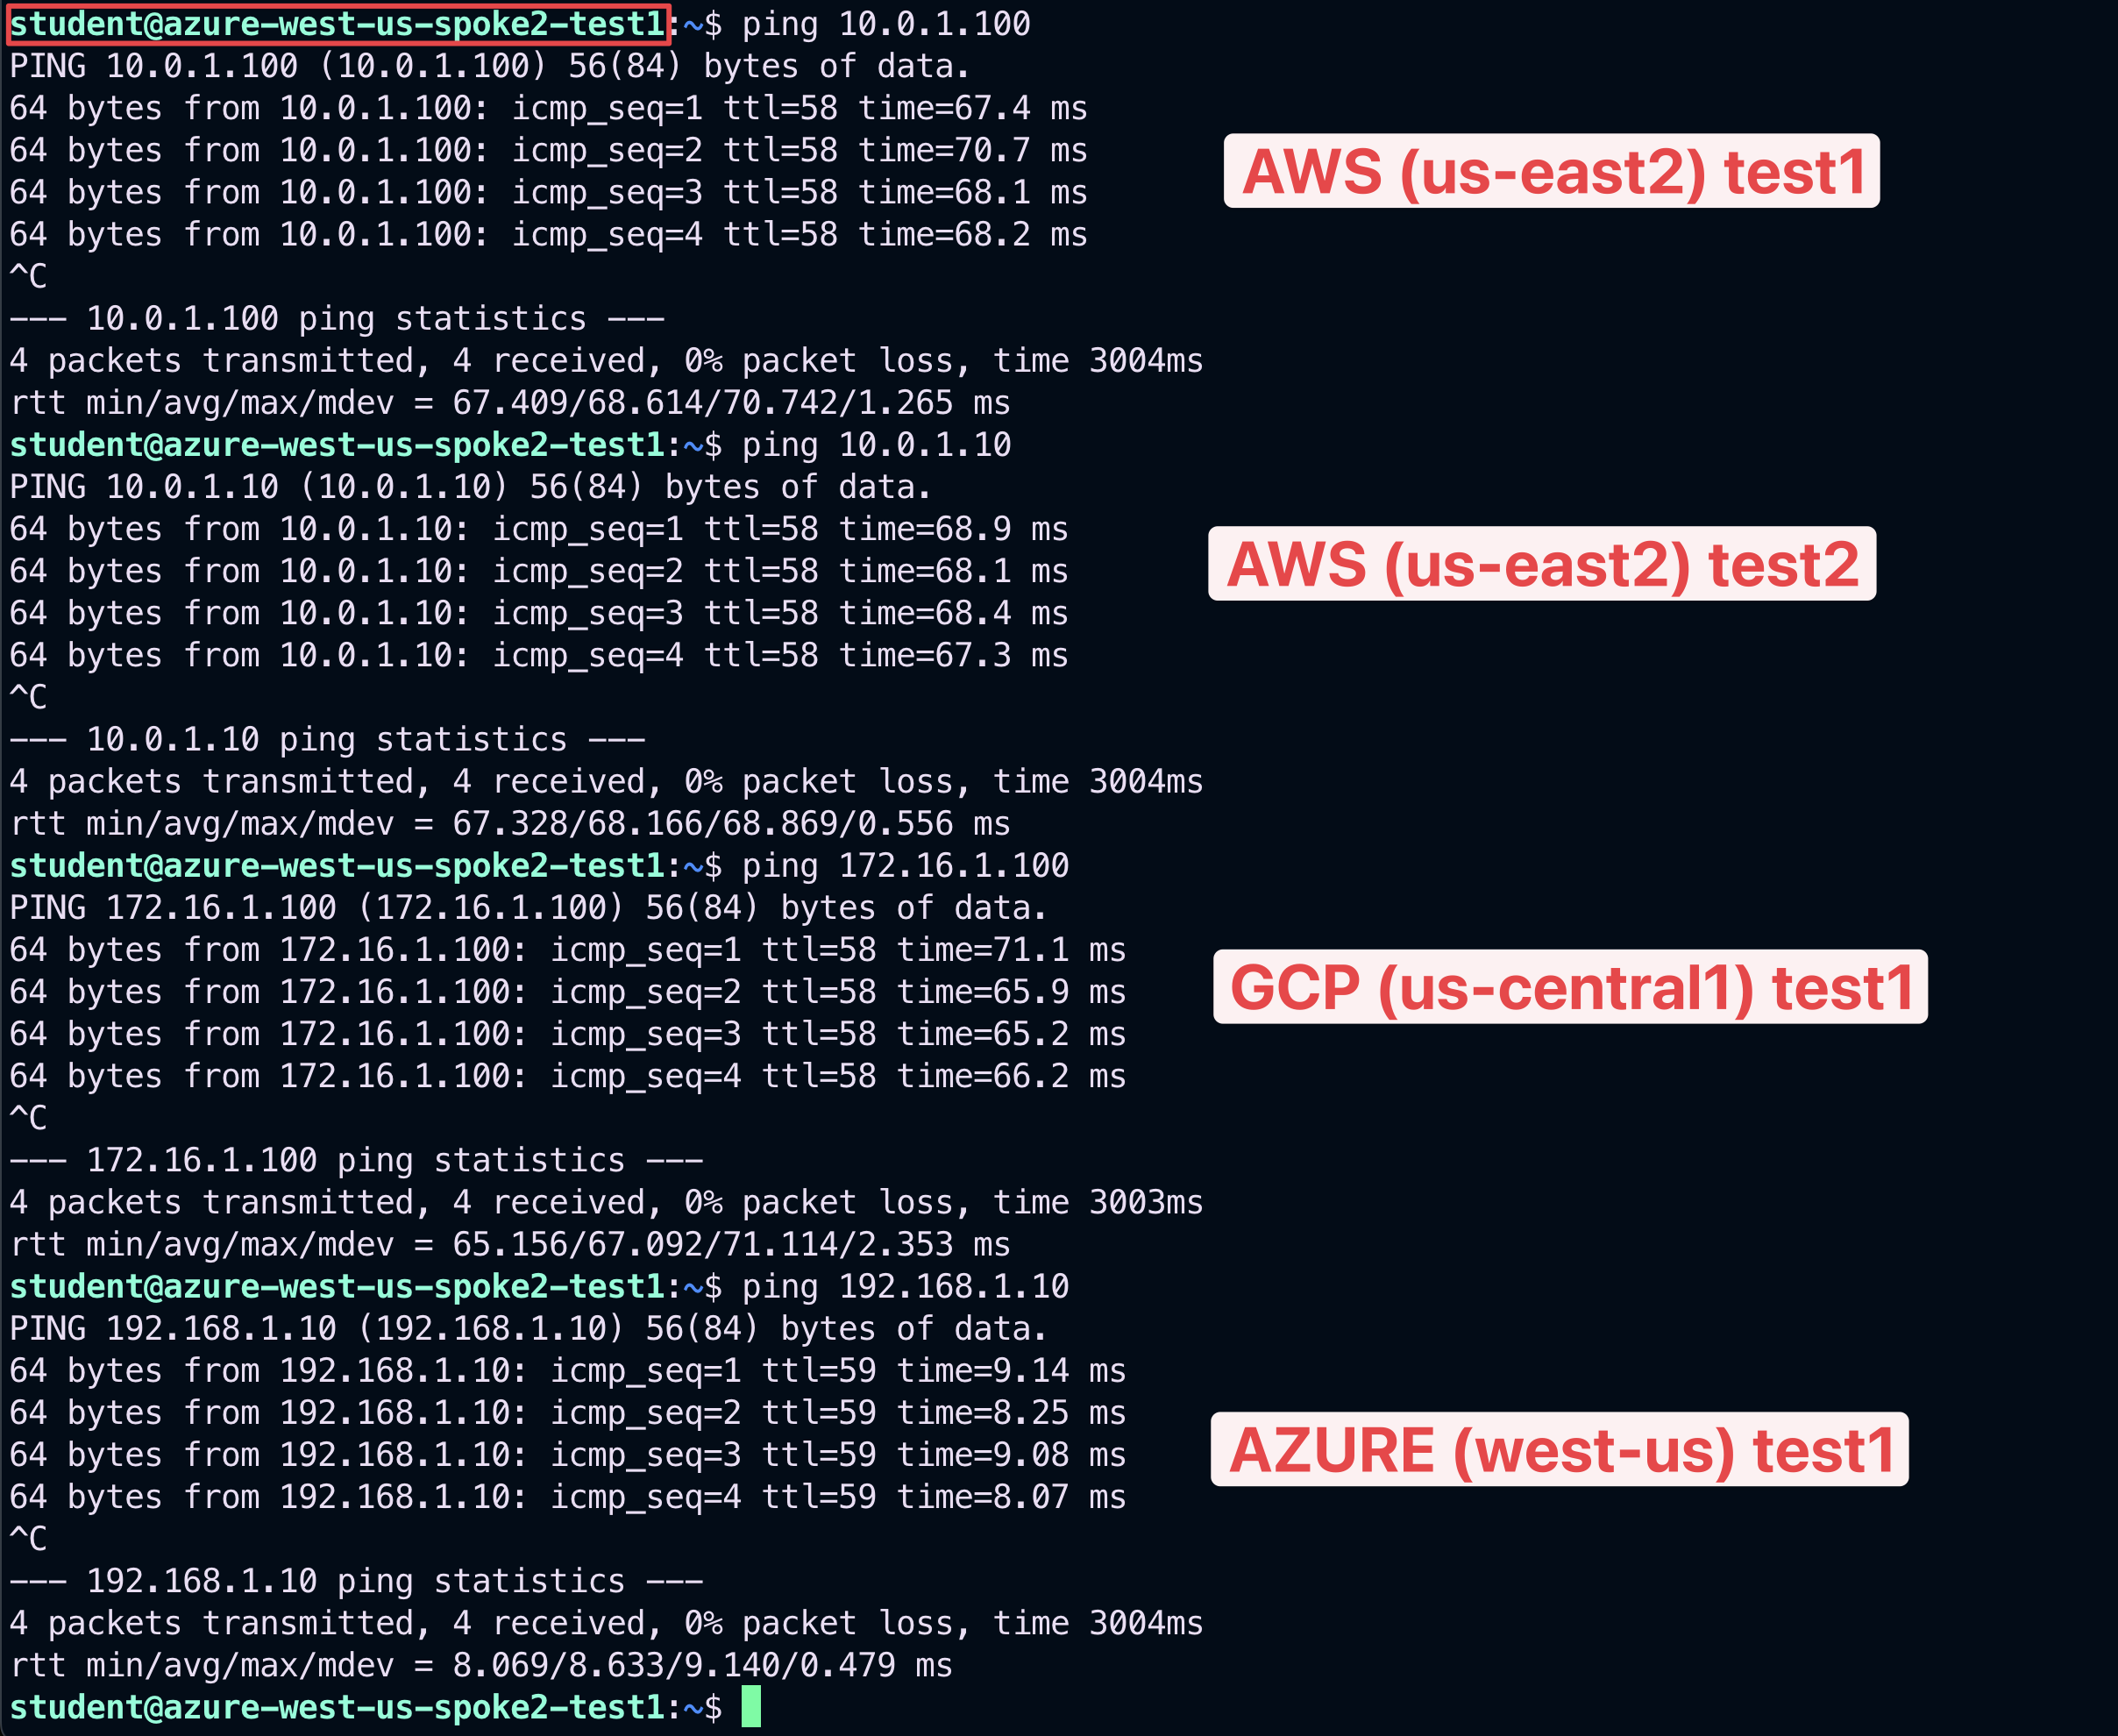 student@azure-west-us-spoke2-test1:~$ ping 10.0.1.100
PING 10.0.1.100 (10.0.1.100) 56(84) bytes of data.
64 bytes from 10.0.1.100: icmp_seq=1 ttl=58 time=67.4 ms
64 bytes from 10.0.1.100: icmp_seq=2 ttl=58 time=70.7 ms
AWS (us-east2) test1
64 bytes from 10.0.1.100: icmp_seq=3 ttl=58 time=68.1 ms
64 bytes from 10.0.1.100: icmp_seq=4 ttl=58 time=68.2 ms
^C
--- 10.0.1.100 ping statistics ---
4 packets transmitted, 4 received, 0% packet loss, time 3004ms
rtt min/avg/max/mdev = 67.409/68.614/70.742/1.265 ms
student@azure-west-us-spoke2-test1:~$ ping 10.0.1.10
PING 10.0.1.10 (10.0.1.10) 56(84) bytes of data.
64 bytes from 10.0.1.10: icmp_seq=1 ttl=58 time=68.9 ms
64 bytes from 10.0.1.10: icmp_seq=2 ttl=58 time=68.1 ms
AWS (us-east2) test2
64 bytes from 10.0.1.10: icmp_seq=3 ttl=58 time=68.4 ms
64 bytes from 10.0.1.10: icmp_seq=4 ttl=58 time=67.3 ms
^C
--- 10.0.1.10 ping statistics ---
4 packets transmitted, 4 received, 0% packet loss, time 3004ms
rtt min/avg/max/mdev = 67.328/68.166/68.869/0.556 ms
student@azure-west-us-spoke2-test1:~$ ping 172.16.1.100
PING 172.16.1.100 (172.16.1.100) 56(84) bytes of data.
64 bytes from 172.16.1.100: icmp_seq=1 ttl=58 time=71.1 ms
64 bytes from 172.16.1.100: icmp_seq=2 ttl=58 time=65.9 ms
GCP (us-central1) test1
64 bytes from 172.16.1.100: icmp_seq=3 ttl=58 time=65.2 ms
64 bytes from 172.16.1.100: icmp_seq=4 ttl=58 time=66.2 ms
^C
--- 172.16.1.100 ping statistics ---
4 packets transmitted, 4 received, 0% packet loss, time 3003ms
rtt min/avg/max/mdev = 65.156/67.092/71.114/2.353 ms
student@azure-west-us-spoke2-test1:~$ ping 192.168.1.10
PING 192.168.1.10 (192.168.1.10) 56(84) bytes of data.
64 bytes from 192.168.1.10: icmp_seq=1 ttl=59 time=9.14 ms
64 bytes from 192.168.1.10: icmp_seq=2 ttl=59 time=8.25 ms
AZURE (west-us) test1
64 bytes from 192.168.1.10: icmp_seq=3 ttl=59 time=9.08 ms
64 bytes from 192.168.1.10: icmp_seq=4 ttl=59 time=8.07 ms
^C
--- 192.168.1.10 ping statistics ---
4 packets transmitted, 4 received, 0% packet loss, time 3004ms
rtt min/avg/max/mdev = 8.069/8.633/9.140/0.479 ms
student@azure-west-us-spoke2-test1:~$